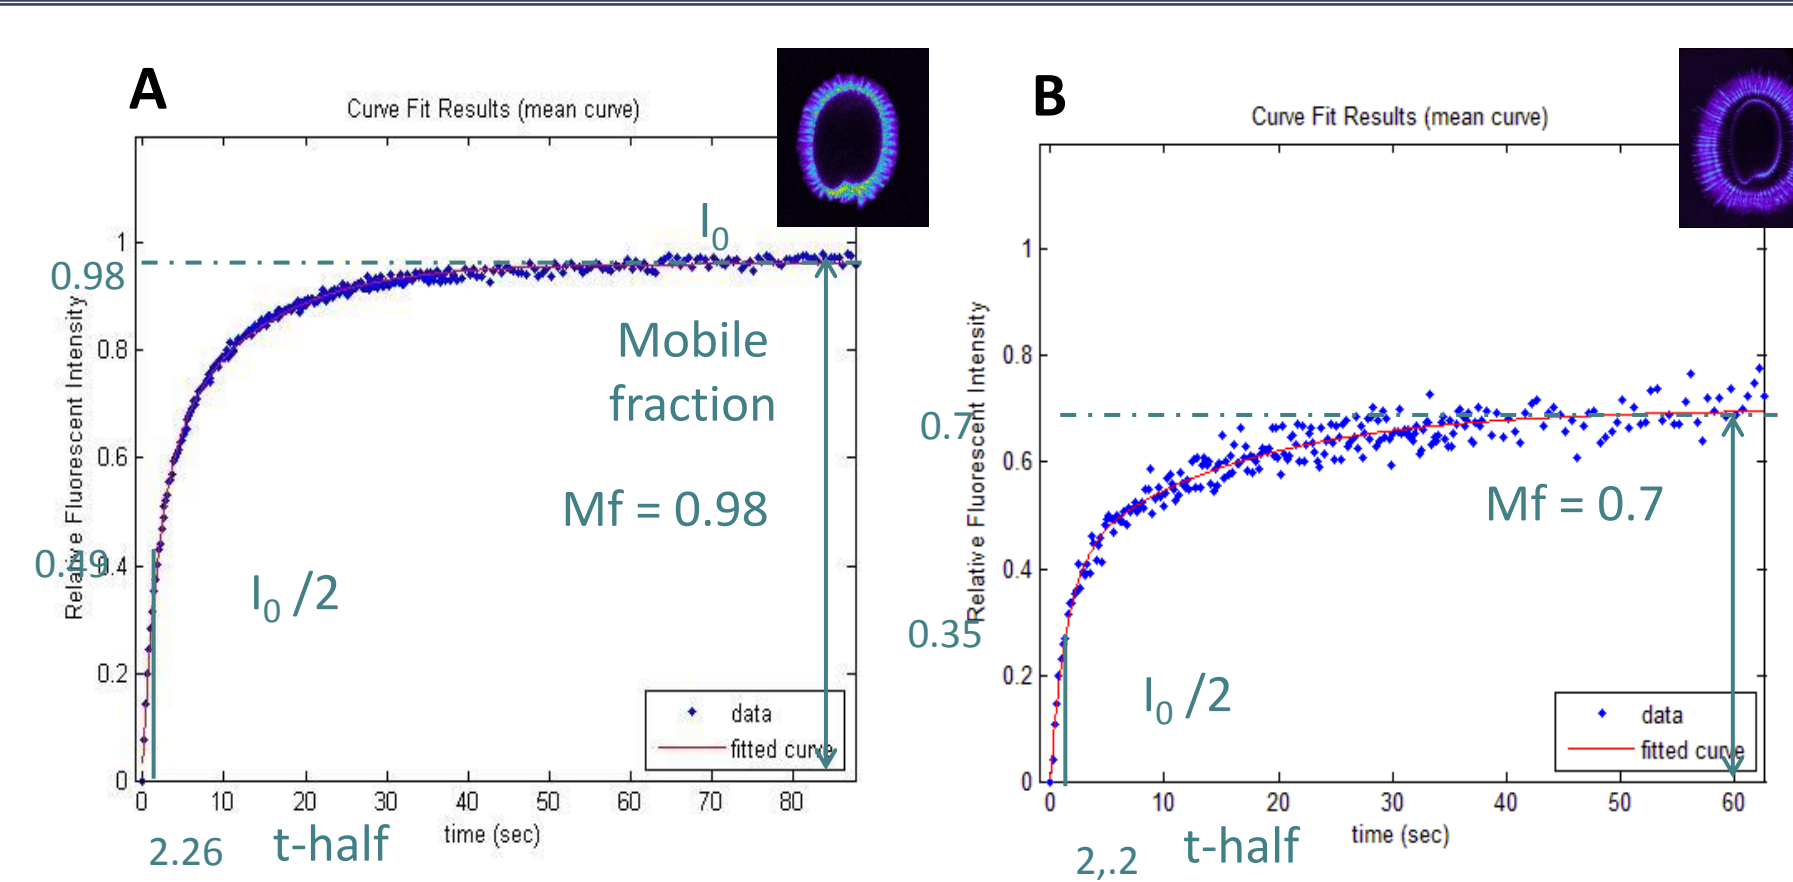 A
Curve Fit Results (mean curve)
I0
1
0.98
0.8
0.6
0.49
0.4
0.2
0
Relative Fluorescent Intensity
Mobile
fraction
Mf = 0.98
I0 /2
data
fitted curve
0 10 20 30 40 50 60 70 80
time (sec)
2.26 t-half
B
Curve Fit Results (mean curve)
1
0.8
0.7
0.6
0.4
0.35
0.2
0
Relative Fluorescent Intensity
Mf = 0.7
I0 /2
data
fitted curve
0 10 20 30 40 50 60
time (sec)
2,.2 t-half